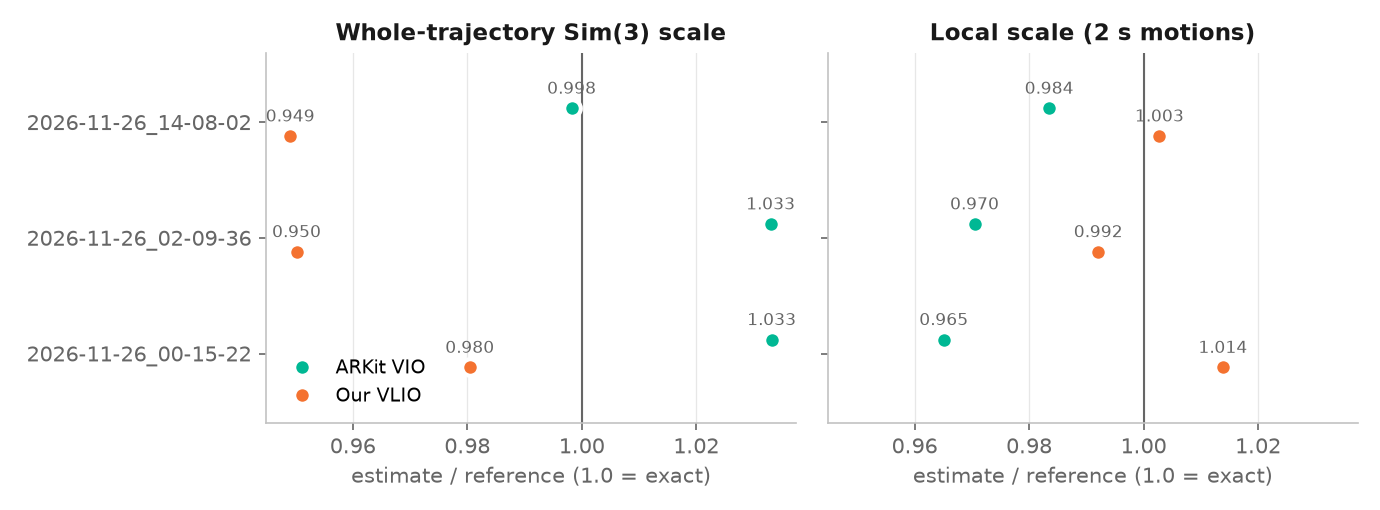 Whole-trajectory Sim(3) scale
Local scale (2 s motions)
0.998
0.984
0.949
1.003
2026-11-26_14-08-02
1.033
0.970
0.950
0.992
2026-11-26_02-09-36
1.033
0.965
0.980
1.014
2026-11-26_00-15-22
ARKit VIO
Our VLIO
0.96 0.98 1.00 1.02
0.96 0.98 1.00 1.02
estimate / reference (1.0 = exact)
estimate / reference (1.0 = exact)